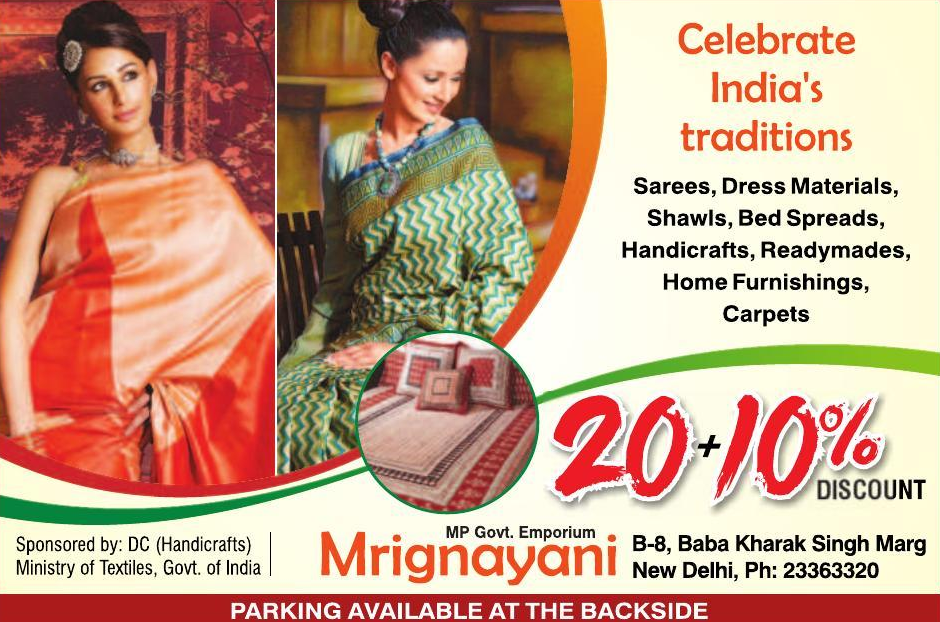 Celebrate
India's
traditions
Sarees, Dress Materials,
Shawls, Bed Spreads,
Handicrafts, Readymades,
Home Furnishings,
Carpets
20+10%
DISCOUNT
Sponsored by: DC (Handicrafts)
Ministry of Textiles, Govt. of India
MP Govt. Emporium
Mrignayani
B-8, Baba Kharak Singh Marg
New Delhi, Ph: 23363320
PARKING AVAILABLE AT THE BACKSIDE